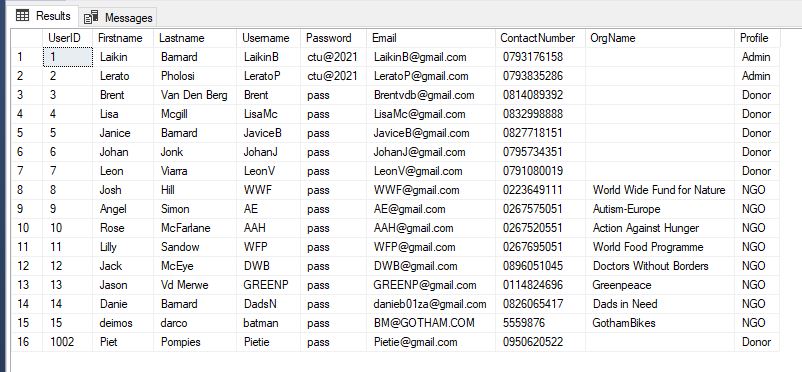 Results Messages
UserID Firstname Lastname Username Password Email ContactNumber OrgName Profile
1 1 Laikin Barnard LaikinB ctu@2021 LaikinB@gmail.com 0793176158 Admin
2 2 Lerato Pholosi LeratoP ctu@2021 LeratoP@gmail.com 0793835286 Admin
3 3 Brent Van Den Berg Brent pass Brentvdb@gmail.com 0814089392 Donor
4 4 Lisa Mcgill LisaMc pass LisaMc@gmail.com 0832998888 Donor
5 5 Janice Barnard JaviceB pass JaviceB@gmail.com 0827718151 Donor
6 6 Johan Jonk JohanJ pass JohanJ@gmail.com 0795734351 Donor
7 7 Leon Viarra LeonV pass LeonV@gmail.com 0791080019 Donor
8 8 Josh Hill WWF pass WWF@gmail.com 0223649111 World Wide Fund for Nature NGO
9 9 Angel Simon AE pass AE@gmail.com 0267575051 Autism-Europe NGO
10 10 Rose McFarlane AAH pass AAH@gmail.com 0267520551 Action Against Hunger NGO
11 11 Lilly Sandow WFP pass WFP@gmail.com 0267695051 World Food Programme NGO
12 12 Jack McEye DWB pass DWB@gmail.com 0896051045 Doctors Without Borders NGO
13 13 Jason Vd Merwe GREENP pass GREENP@gmail.com 0114824696 Greenpeace NGO
14 14 Danie Barnard DadsN pass danieb01za@gmail.com 0826065417 Dads in Need NGO
15 15 deimos darco batman pass BM@GOTHAM.COM 5559876 GothamBikes NGO
16 1002 Piet Pompies Pietie pass Pietie@gmail.com 0950620522 Donor